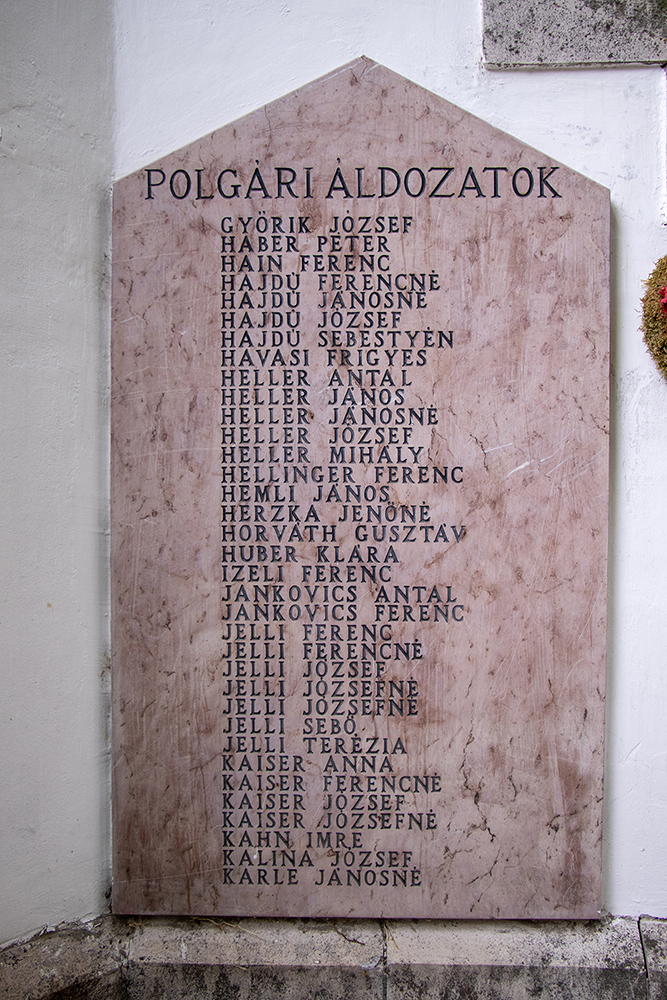 POLGÁRI ÁLDOZATOK
GYÖRIK JÓZSEF
HÁBER PÉTER
HAIN FERENC
HAJDÚ FERENCNÉ
HAJDÚ JÁNOSNÉ
HAJDÚ JÓZSEF
HAJDÚ SEBESTYÉN
HAVASI FRIGYES
HELLER ANTAL
HELLER JÁNOS
HELLER JÁNOSNÉ
HELLER JÓZSEF
HELLER MIHÁLY
HELLINGER FERENC
HEMLI JÁNOS
HERZKA JENÖNÉ
HORVÁTH GUSZTÁV
HUBER KLÁRA
IZELI FERENC
JANKOVICS ANTAL
JANKOVICS FERENC
JELLI FERENC
JELLI FERENCNÉ
JELLI JÓZSEF
JELLI JÓZSEFNÉ
JELLI JÓZSEFNÉ
JELLI SEBÖ
JELLI TERÉZIA
KAISER ANNA
KAISER FERENCNÉ
KAISER JÓZSEF
KAISER JÓZSEFNÉ
KAHN IMRE
KALINA JÓZSEF
KARLE JÁNOSNÉ